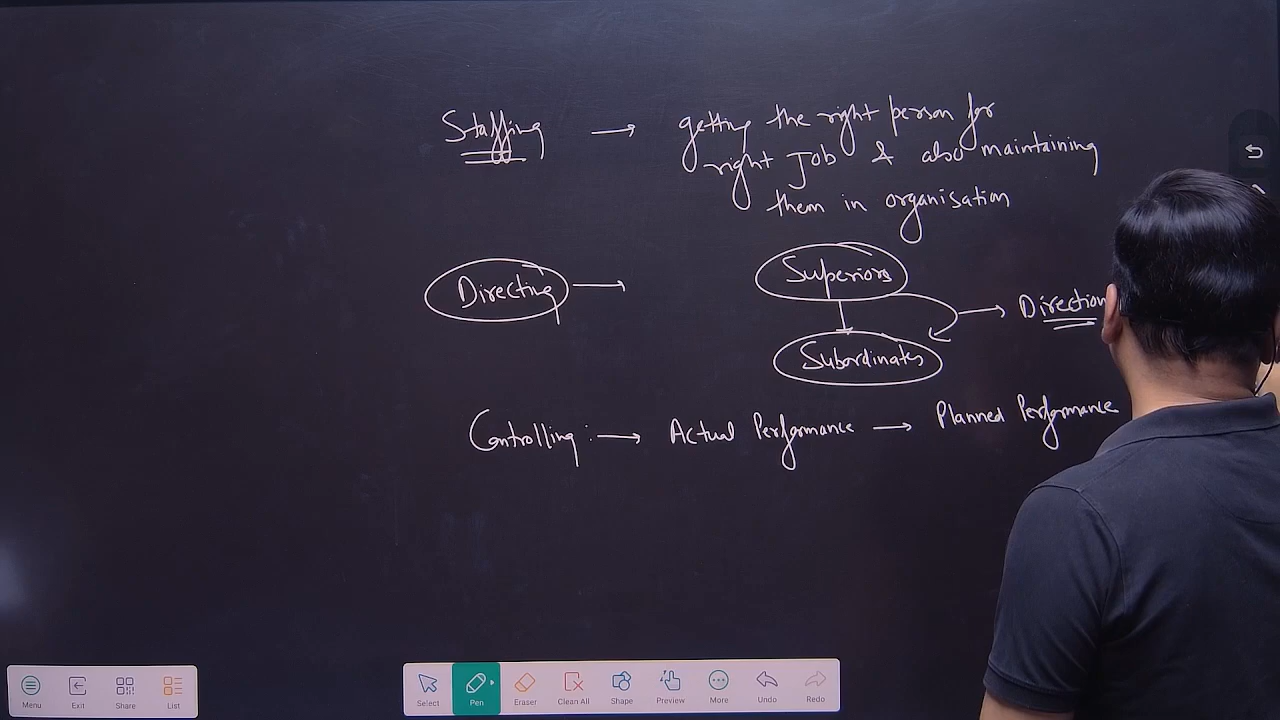 Staffing → getting the right person for
right Job & also maintaining
them in organisation
Directing → Superiors
→ Direction
Subordinates
Controlling :→ Actual Performance → Planned Performance
Menu Exit Share List
Select Pen Eraser Clean All Shape Preview More Undo Redo